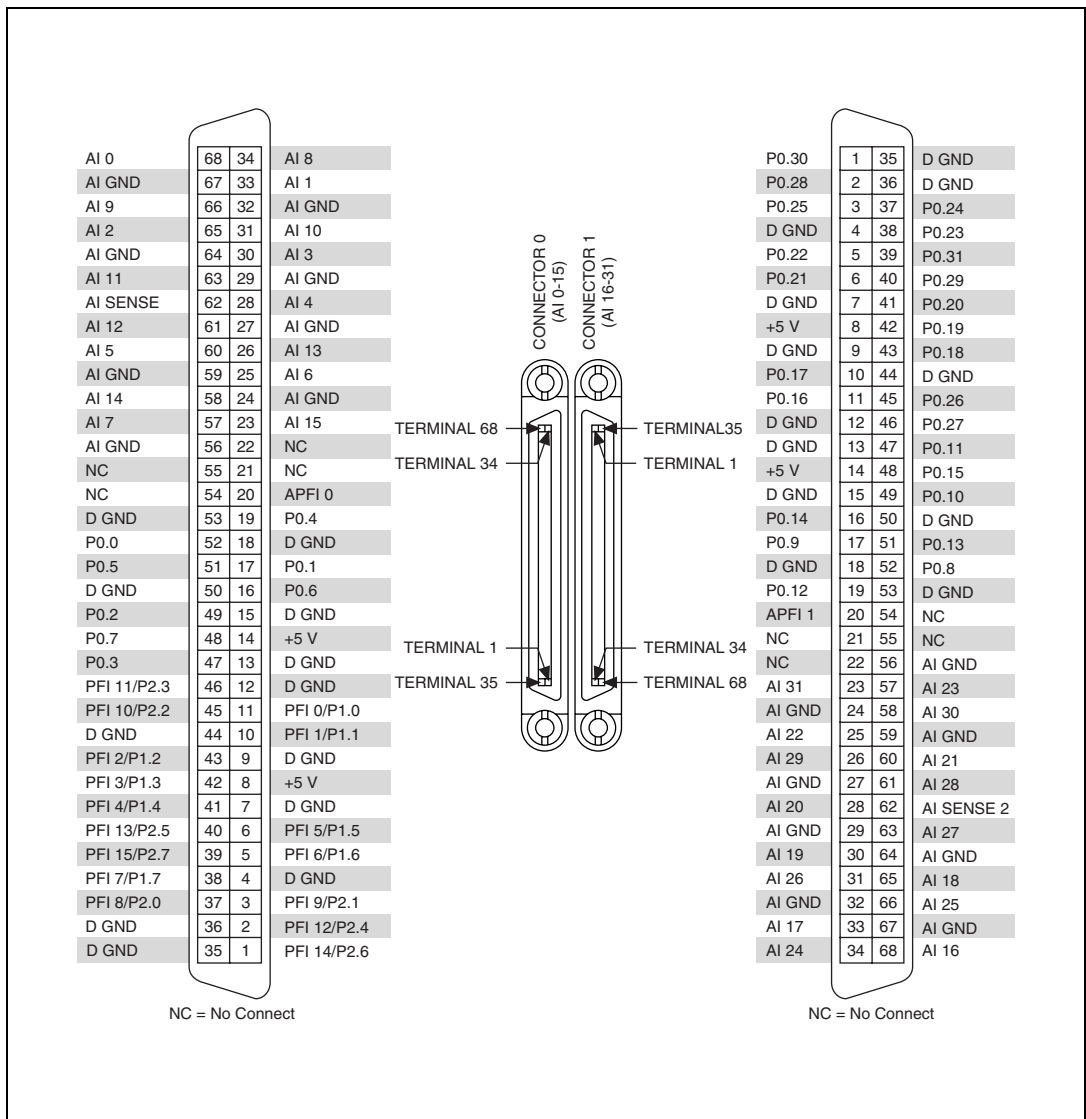 AI 0 68 34 AI 8
AI GND 67 33 AI 1
AI 9 66 32 AI GND
AI 2 65 31 AI 10
AI GND 64 30 AI 3
AI 11 63 29 AI GND
AI SENSE 62 28 AI 4
AI 12 61 27 AI GND
AI 5 60 26 AI 13
AI GND 59 25 AI 6
AI 14 58 24 AI GND
AI 7 57 23 AI 15
AI GND 56 22 NC
NC 55 21 NC
NC 54 20 APFI 0
D GND 53 19 P0.4
P0.0 52 18 D GND
P0.5 51 17 P0.1
D GND 50 16 P0.6
P0.2 49 15 D GND
P0.7 48 14 +5 V
P0.3 47 13 D GND
PFI 11/P2.3 46 12 D GND
PFI 10/P2.2 45 11 PFI 0/P1.0
D GND 44 10 PFI 1/P1.1
PFI 2/P1.2 43 9 D GND
PFI 3/P1.3 42 8 +5 V
PFI 4/P1.4 41 7 D GND
PFI 13/P2.5 40 6 PFI 5/P1.5
PFI 15/P2.7 39 5 PFI 6/P1.6
PFI 7/P1.7 38 4 D GND
PFI 8/P2.0 37 3 PFI 9/P2.1
D GND 36 2 PFI 12/P2.4
D GND 35 1 PFI 14/P2.6
NC = No Connect
CONNECTOR 0
(AI 0-15)
CONNECTOR 1
(AI 16-31)
TERMINAL 68
TERMINAL 34
TERMINAL35
TERMINAL 1
TERMINAL 1
TERMINAL 35
TERMINAL 34
TERMINAL 68
P0.30 1 35 D GND
P0.28 2 36 D GND
P0.25 3 37 P0.24
D GND 4 38 P0.23
P0.22 5 39 P0.31
P0.21 6 40 P0.29
D GND 7 41 P0.20
+5 V 8 42 P0.19
D GND 9 43 P0.18
P0.17 10 44 D GND
P0.16 11 45 P0.26
D GND 12 46 P0.27
D GND 13 47 P0.11
+5 V 14 48 P0.15
D GND 15 49 P0.10
P0.14 16 50 D GND
P0.9 17 51 P0.13
D GND 18 52 P0.8
P0.12 19 53 D GND
APFI 1 20 54 NC
NC 21 55 NC
NC 22 56 AI GND
AI 31 23 57 AI 23
AI GND 24 58 AI 30
AI 22 25 59 AI GND
AI 29 26 60 AI 21
AI GND 27 61 AI 28
AI 20 28 62 AI SENSE 2
AI GND 29 63 AI 27
AI 19 30 64 AI GND
AI 26 31 65 AI 18
AI GND 32 66 AI 25
AI 17 33 67 AI GND
AI 24 34 68 AI 16
NC = No Connect